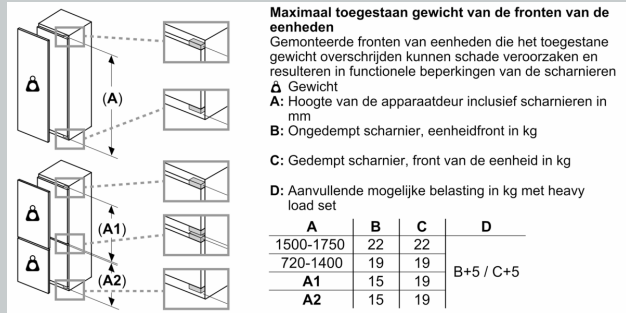 Maximaal toegestaan gewicht van de fronten van de
eenheden
Gemonteerde fronten van eenheden die het toegestane
gewicht overschrijden kunnen schade veroorzaken en
resulteren in functionele beperkingen van de scharnieren
Gewicht
A: Hoogte van de apparaatdeur inclusief scharnieren in
mm
B: Ongedempt scharnier, eenheidfront in kg
C: Gedempt scharnier, front van de eenheid in kg
D: Aanvullende mogelijke belasting in kg met heavy
load set
A B C D
1500-1750 22 22
720-1400 19 19
B+5 / C+5
A1 15 19
A2 15 19
(A)
(A1)
(A2)